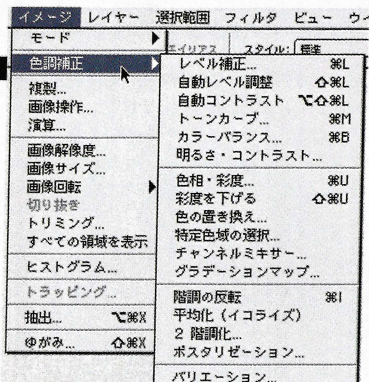 イメージ レイヤー 選択範囲 フィルタ ビュー ウィ
モード
エイリアス スタイル: 標準
色調補正
複製...
画像操作...
演算...
画像解像度...
画像サイズ...
画像回転
切り抜き
トリミング...
すべての領域を表示
ヒストグラム...
トラッピング...
抽出... ⌥⌘X
ゆがみ... ⇧⌘X
レベル補正... ⌘L
自動レベル調整 ⇧⌘L
自動コントラスト ⌥⇧⌘L
トーンカーブ... ⌘M
カラーバランス... ⌘B
明るさ・コントラスト...
色相・彩度... ⌘U
彩度を下げる ⇧⌘U
色の置き換え...
特定色域の選択...
チャンネルミキサー...
グラデーションマップ...
階調の反転 ⌘I
平均化 (イコライズ)
2 階調化...
ポスタリゼーション...
バリエーション...